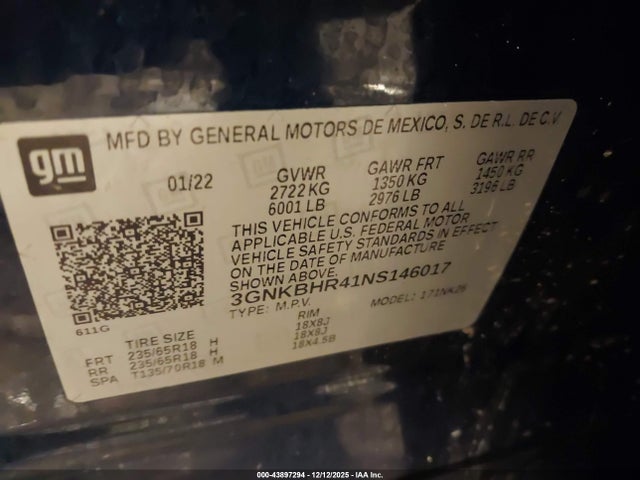 gm
MFD BY GENERAL MOTORS DE MEXICO, S. DE R.L. DE C.V
01/22
GVWR
2722 KG
6001 LB
GAWR FRT
1350 KG
2976 LB
GAWR RR
1450 KG
3196 LB
THIS VEHICLE CONFORMS TO ALL
APPLICABLE U.S. FEDERAL MOTOR
VEHICLE SAFETY STANDARDS IN EFFECT
ON THE DATE OF MANUFACTURE
SHOWN ABOVE.
3GNKBHR41NS146017
TYPE: M.P.V. MODEL: 171NK26
611G
TIRE SIZE RIM
FRT 235/65R18 H 18X8J
RR 235/65R18 H 18X8J
SPA T135/70R18 M 18X4.5B
000-43897294 - 12/12/2025 - IAA Inc.